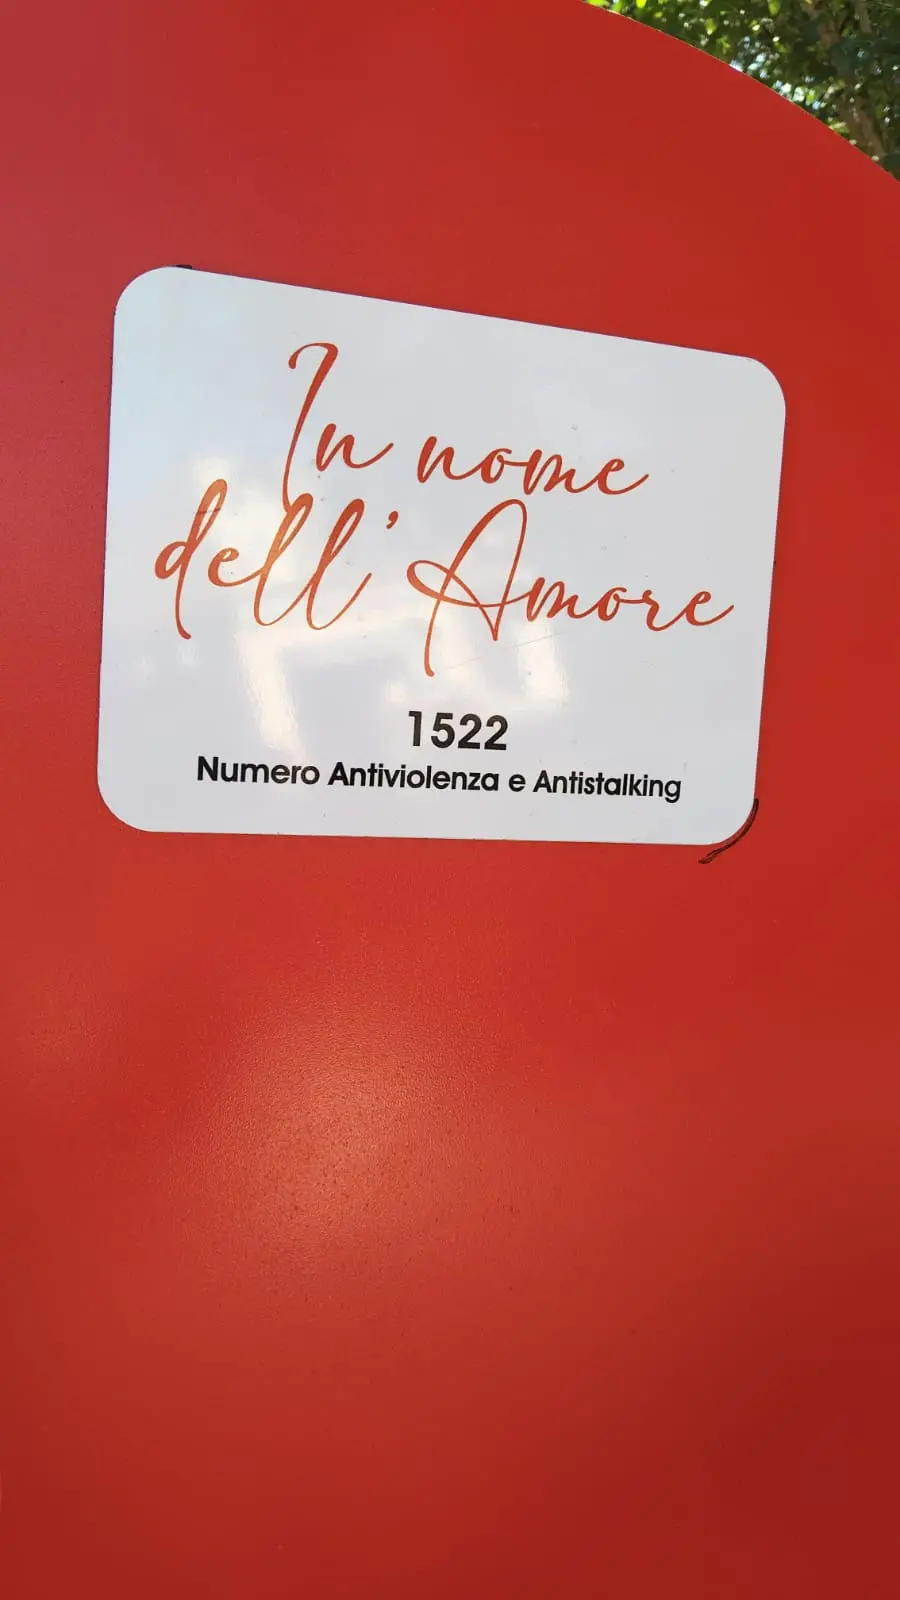 In nome
dell'Amore
1522
Numero Antiviolenza e Antistalking